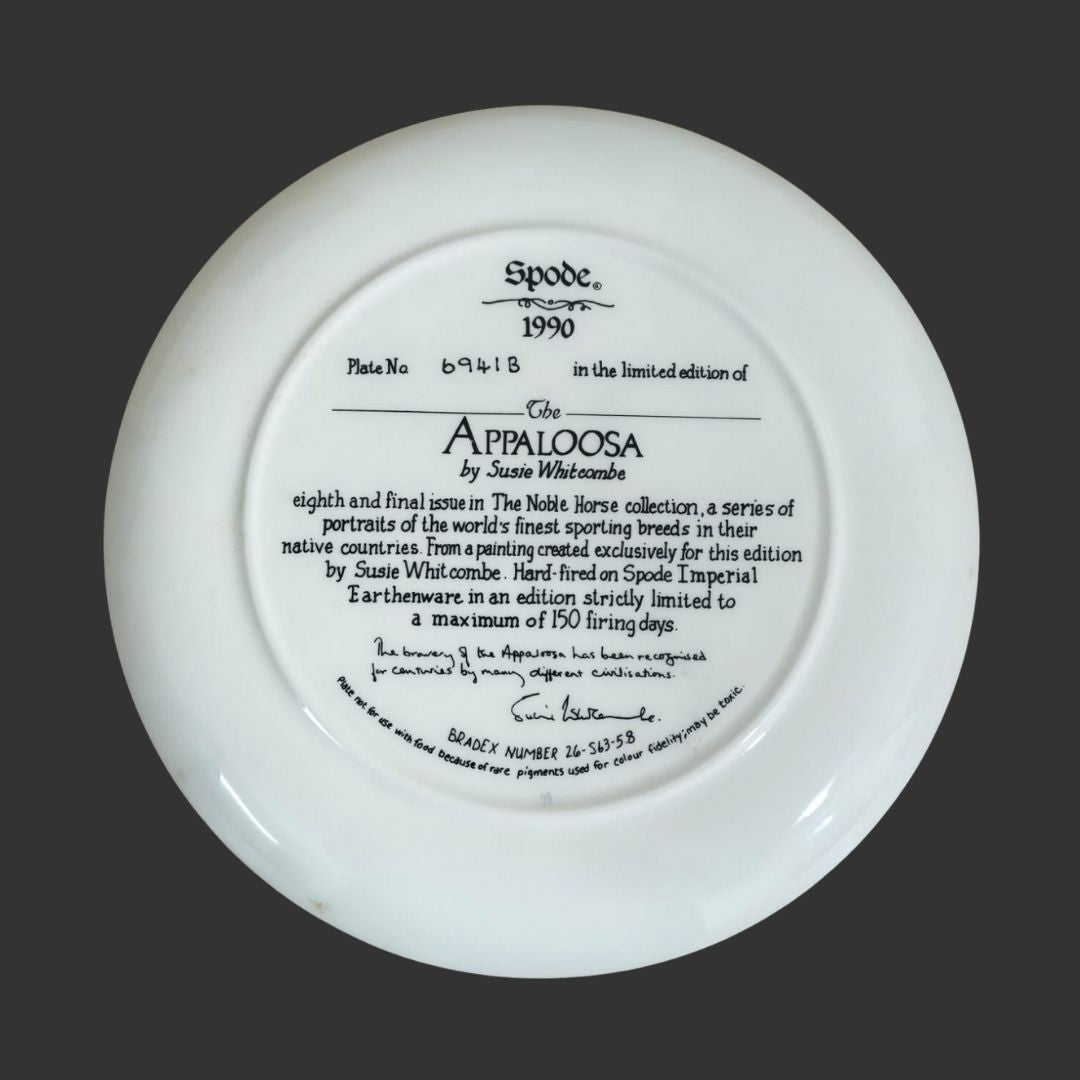 Spode®
1990
Plate No 6941B in the limited edition of
The
APPALOOSA
by Susie Whitcombe
eighth and final issue in The Noble Horse collection, a series of
portraits of the world's finest sporting breeds in their
native countries. From a painting created exclusively for this edition
by Susie Whitcombe. Hard-fired on Spode Imperial
Earthenware in an edition strictly limited to
a maximum of 150 firing days.
The bravery of the Appaloosa has been recognised
for centuries by many different civilisations.
Susie Whitcombe.
BRADEX NUMBER 26-S63-5.8
Plate not for use with food because of rare pigments used for colour fidelity; may be toxic.